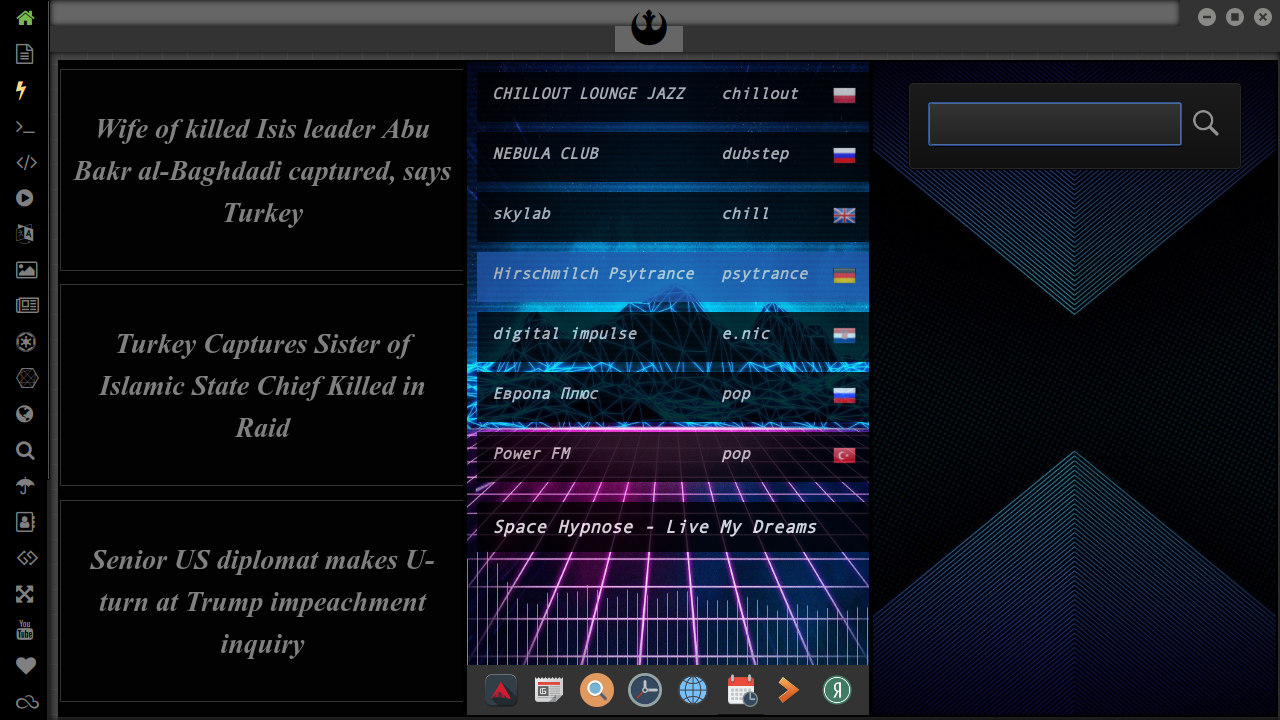 Wife of killed Isis leader Abu
Bakr al-Baghdadi captured, says
Turkey
Turkey Captures Sister of
Islamic State Chief Killed in
Raid
Senior US diplomat makes U-
turn at Trump impeachment
inquiry
CHILLOUT LOUNGE JAZZ chillout
NEBULA CLUB dubstep
skylab chill
Hirschmilch Psytrance psytrance
digital impulse e.nic
Европа Плюс pop
Power FM pop
Space Hypnose - Live My Dreams
You
Tube
Я